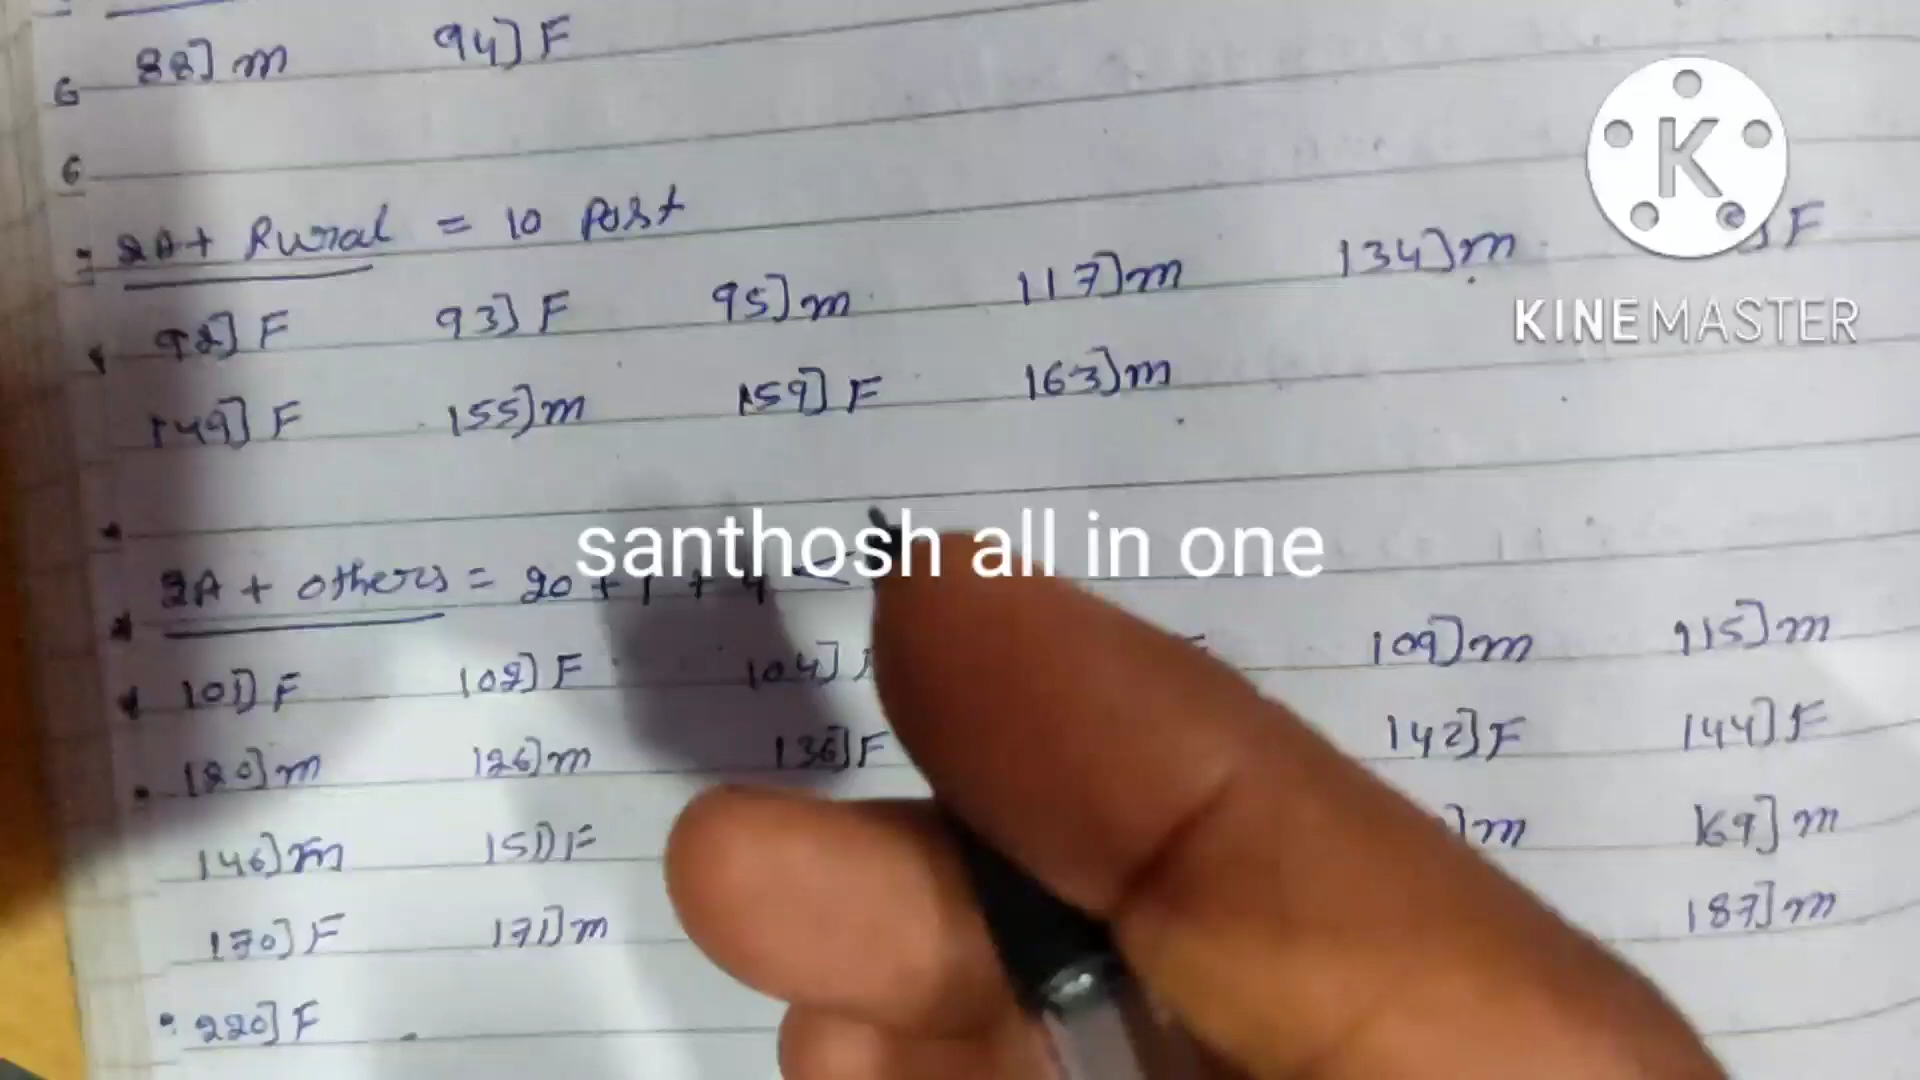 88] m 94] F
G
6
2A+ Rural = 10 Post
92] F 93] F 95] m 117] m 134] m F
149] F 155] m 159] F 163] m
2A + others = 20 + 1 + 4
101] F 102] F 104] 109] m 115] m
120] m 126] m 136] F 142] F 144] F
146] m 151] F ] m 169] m
170] F 171] m 187] m
220] F
K
KINEMASTER
santhosh all in one